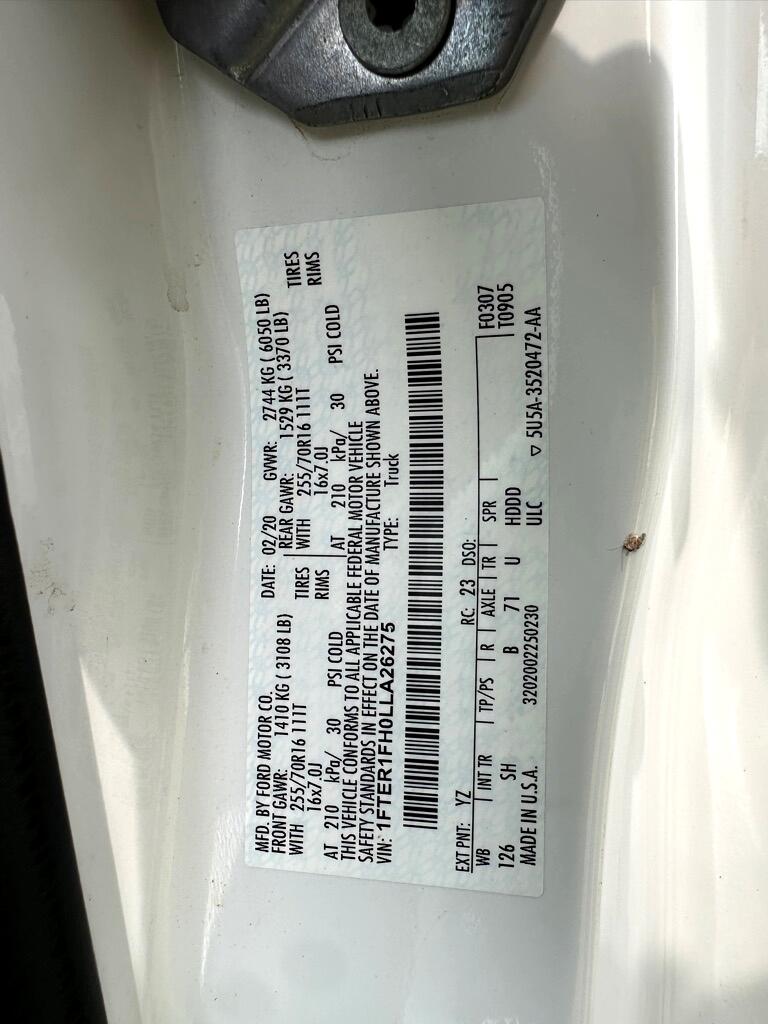 MFD. BY FORD MOTOR CO. DATE: 02/20 GVWR: 2744 KG ( 6050 LB)
FRONT GAWR: 1410 KG ( 3108 LB) REAR GAWR: 1529 KG ( 3370 LB)
WITH 255/70R16 111T TIRES WITH 255/70R16 111T TIRES
16x7.0J RIMS 16x7.0J RIMS
AT 210 kPa/ 30 PSI COLD AT 210 kPa/ 30 PSI COLD
THIS VEHICLE CONFORMS TO ALL APPLICABLE FEDERAL MOTOR VEHICLE
SAFETY STANDARDS IN EFFECT ON THE DATE OF MANUFACTURE SHOWN ABOVE.
VIN: 1FTER1FH0LLA26275 TYPE: Truck
EXT PNT: YZ RC: 23 DSO: F0307
WB INT TR TP/PS R AXLE TR SPR T0905
126 SH B 71 U HDDD
MADE IN U.S.A. 3202002250230 ULC ▽ 5U5A-3520472-AA